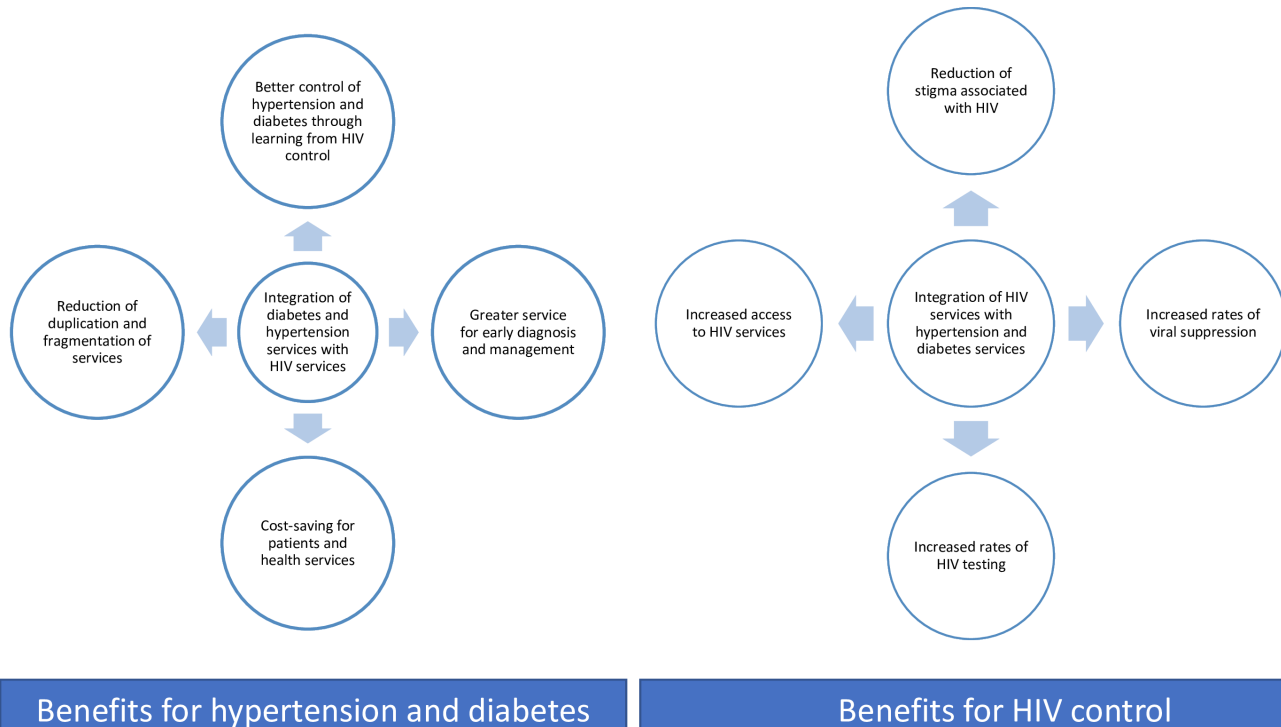 Better control of
hypertension and
diabetes through
learning from HIV
control
Reduction of
duplication and
fragmentation of
services
Integration of
diabetes and
hypertension
services with
HIV services
Greater service
for early diagnosis
and management
Cost-saving for
patients and
health services
Benefits for hypertension and diabetes
Reduction of
stigma associated
with HIV
Increased access
to HIV services
Integration of HIV
services with
hypertension and
diabetes services
Increased rates of
viral suppression
Increased rates of
HIV testing
Benefits for HIV control